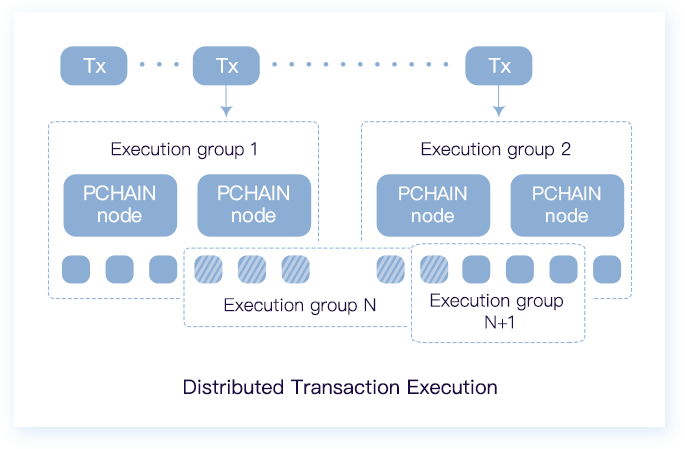 Tx
Tx
Tx
Execution group 1
Execution group 2
PCHAIN
node
PCHAIN
node
PCHAIN
node
PCHAIN
node
Execution group N
Execution group
N+1
Distributed Transaction Execution